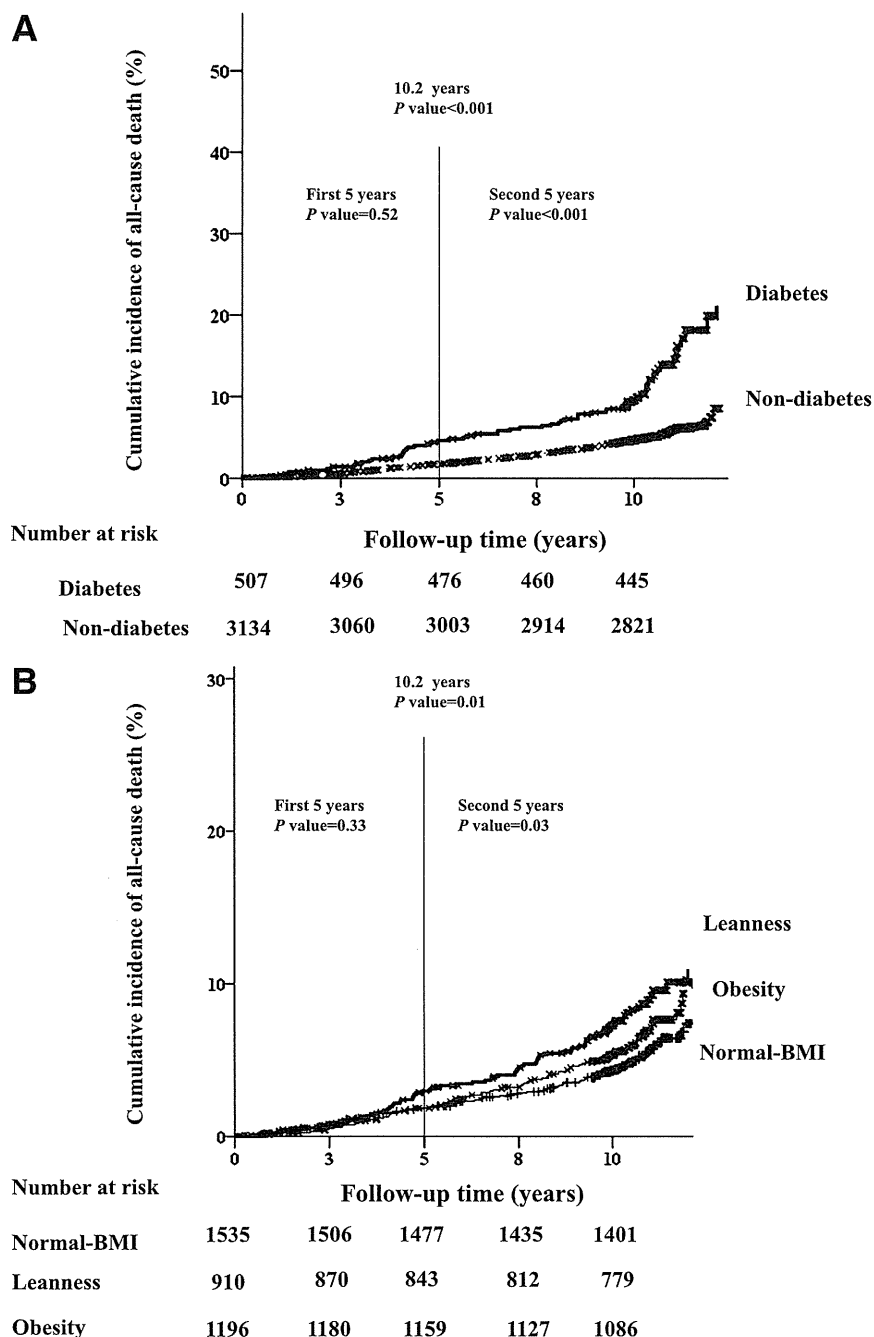 A
Cumulative incidence of all-cause death (%)
50
40
30
20
10
0
10.2 years
P value<0.001
First 5 years
P value=0.52
Second 5 years
P value<0.001
Diabetes
Non-diabetes
0 3 5 8 10
Number at risk
Follow-up time (years)
Diabetes 507 496 476 460 445
Non-diabetes 3134 3060 3003 2914 2821
B
Cumulative incidence of all-cause death (%)
30
20
10
0
10.2 years
P value=0.01
First 5 years
P value=0.33
Second 5 years
P value=0.03
Leanness
Obesity
Normal-BMI
0 3 5 8 10
Number at risk
Follow-up time (years)
Normal-BMI 1535 1506 1477 1435 1401
Leanness 910 870 843 812 779
Obesity 1196 1180 1159 1127 1086